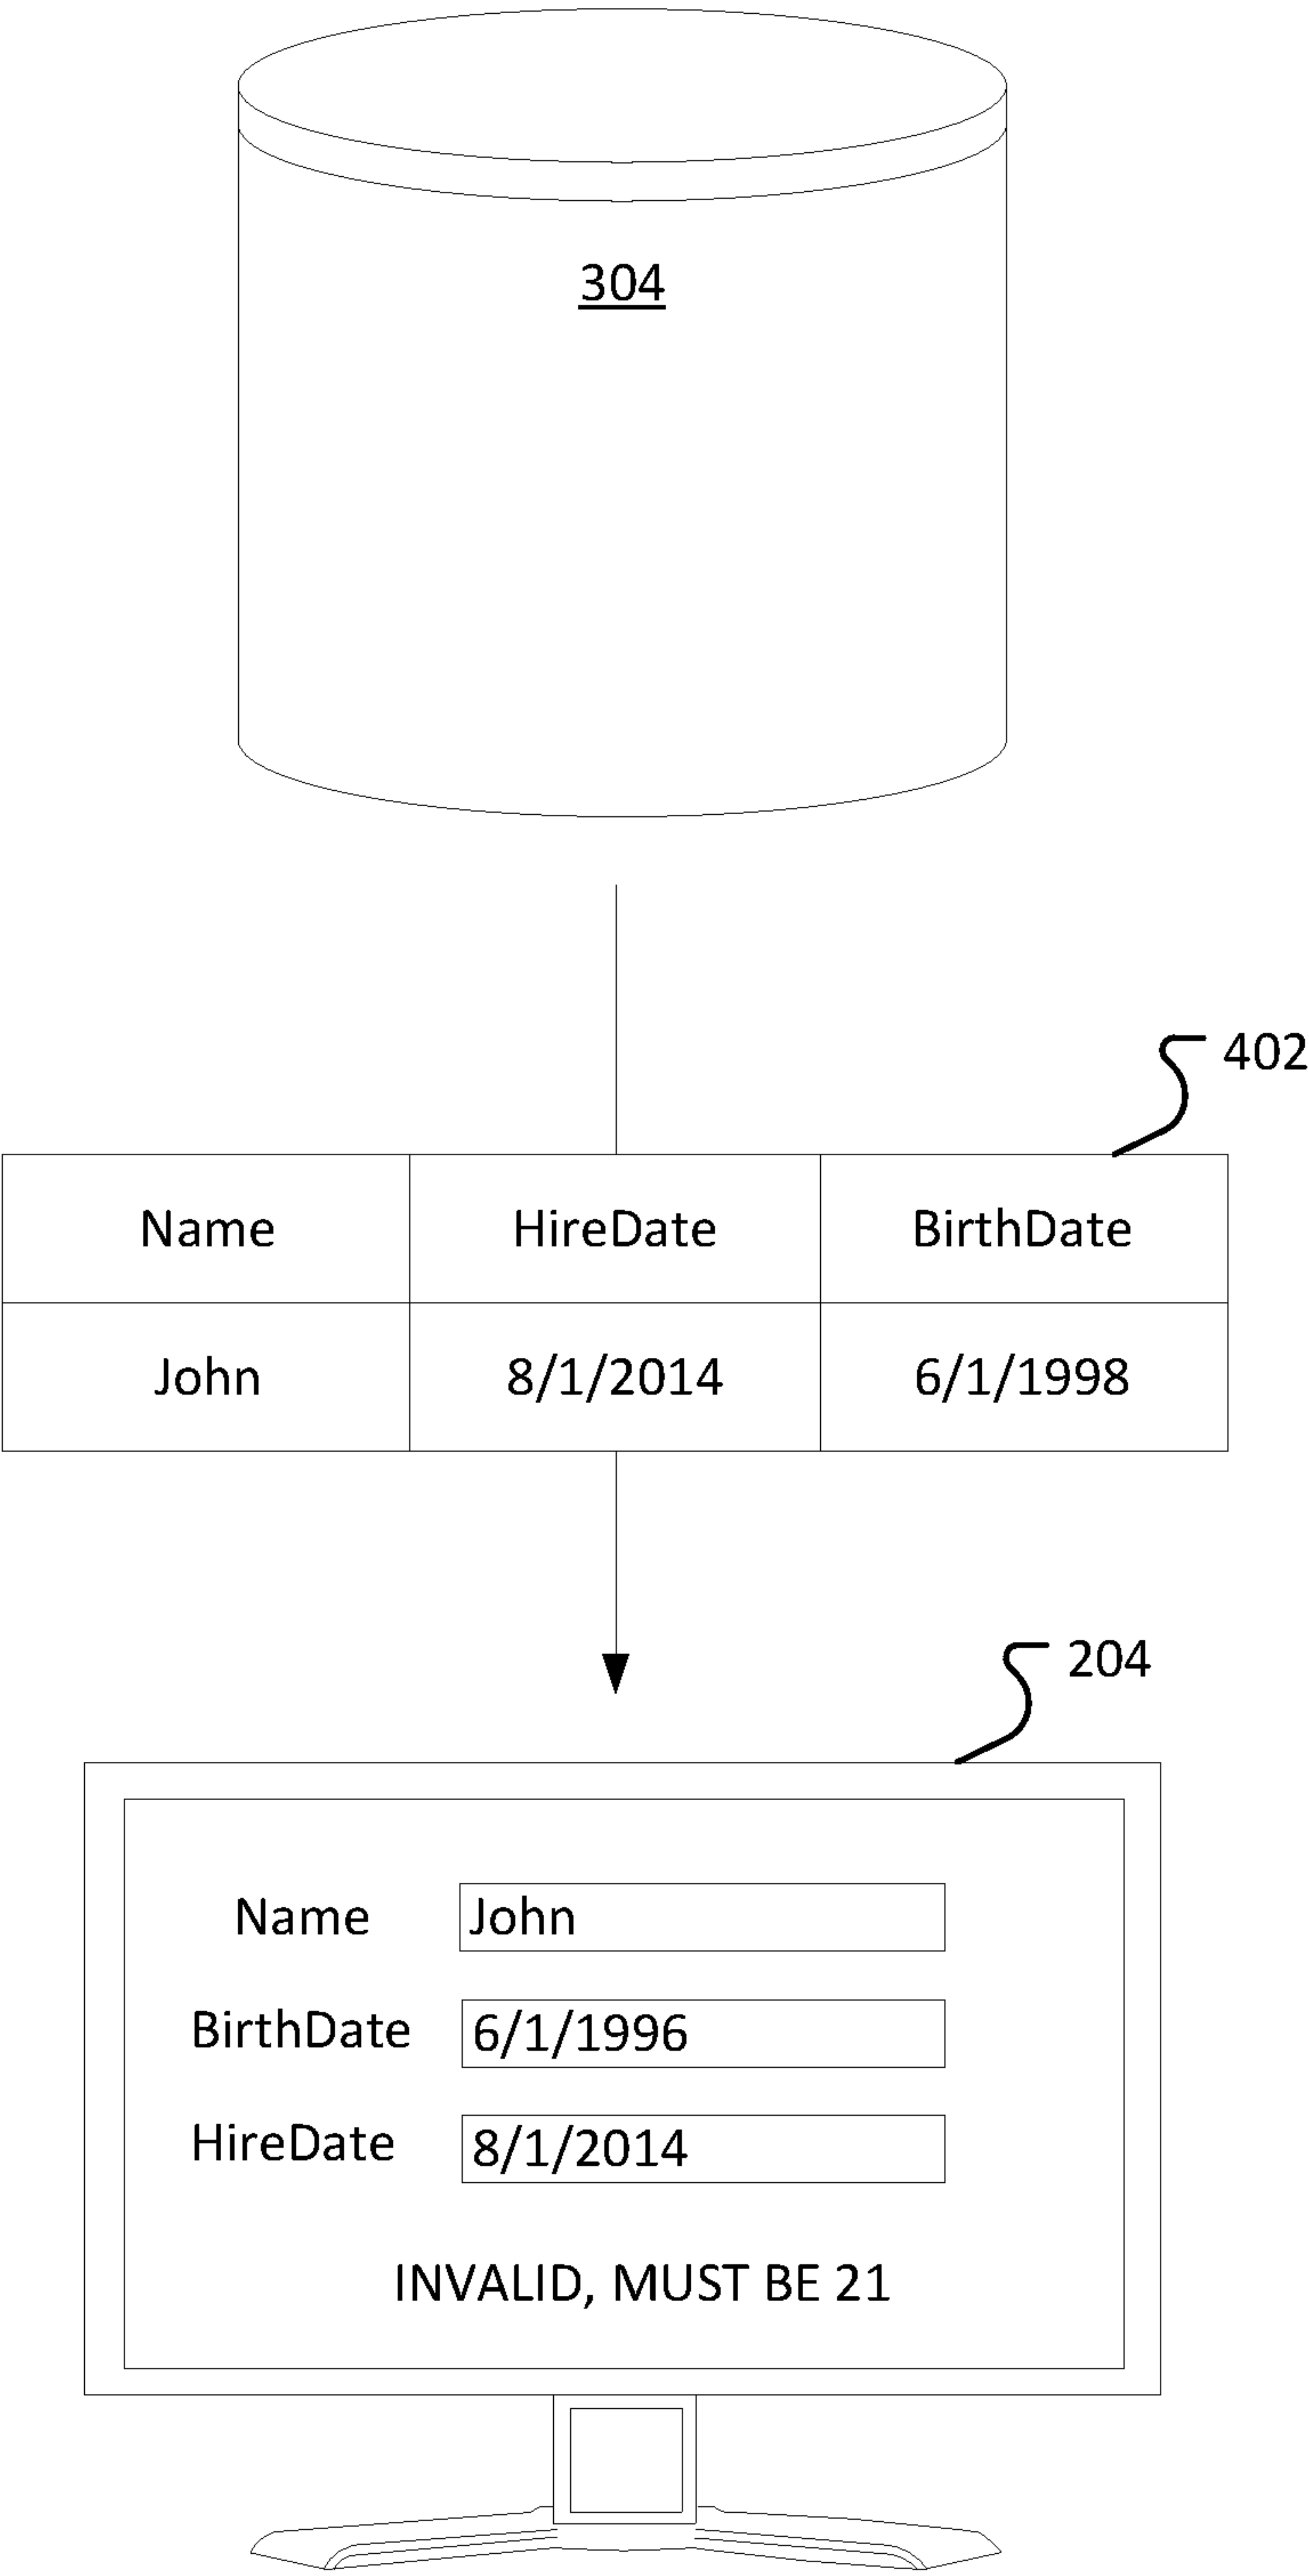 304
402
Name HireDate BirthDate
John 8/1/2014 6/1/1998
204
Name John
BirthDate 6/1/1996
HireDate 8/1/2014
INVALID, MUST BE 21